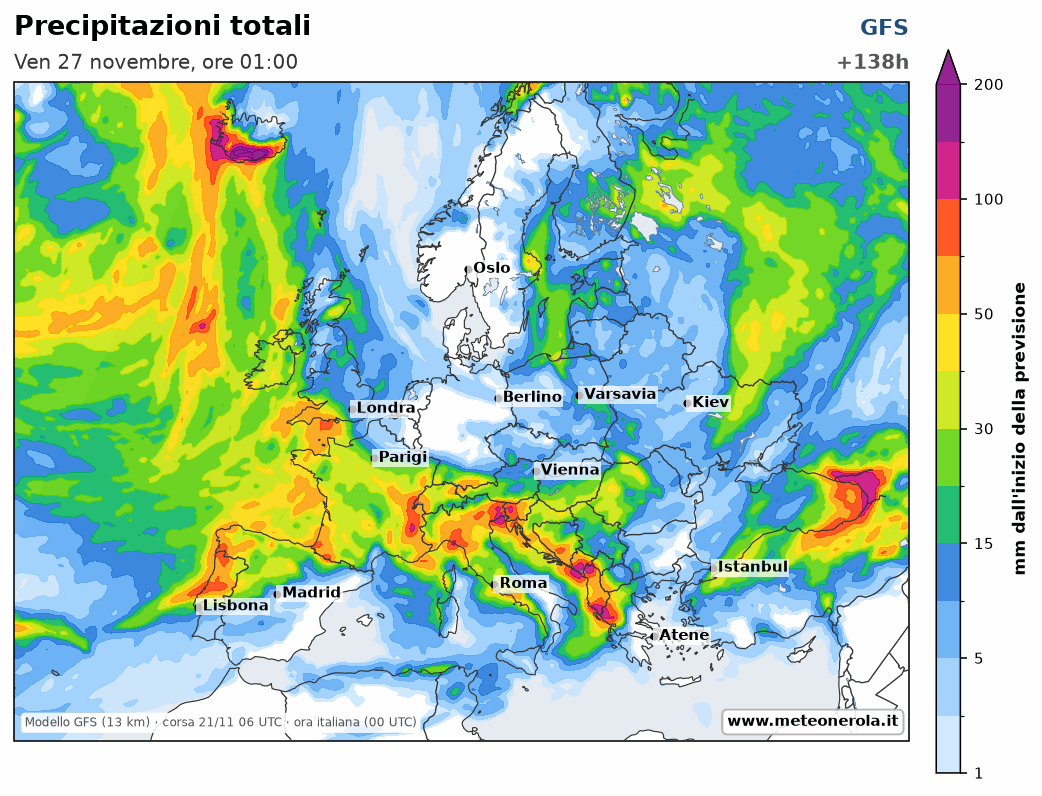 Precipitazioni totali
GFS
Ven 27 novembre, ore 01:00
+138h
200
100
50
30
15
5
1
mm dall'inizio della previsione
Oslo
Berlino
Varsavia
Kiev
Londra
Parigi
Vienna
Istanbul
Roma
Madrid
Lisbona
Atene
Modello GFS (13 km) · corsa 21/11 06 UTC · ora italiana (00 UTC)
www.meteonerola.it